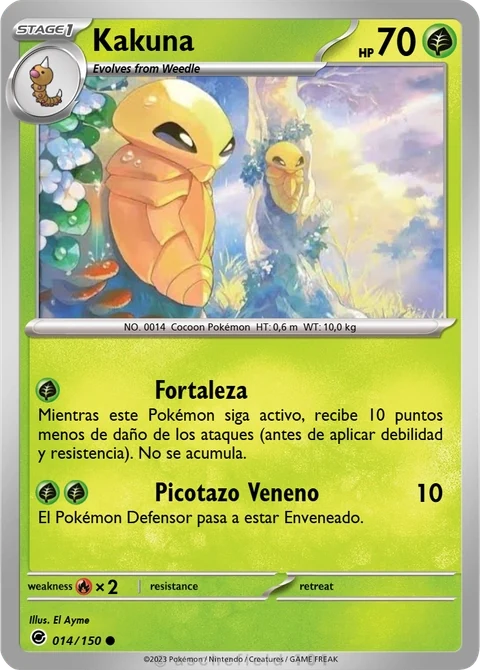 STAGE1
Kakuna
HP 70
Evolves from Weedle
NO. 0014 Cocoon Pokémon HT: 0,6 m WT: 10,0 kg
Fortaleza
Mientras este Pokémon siga activo, recibe 10 puntos
menos de daño de los ataques (antes de aplicar debilidad
y resistencia). No se acumula.
Picotazo Veneno 10
El Pokémon Defensor pasa a estar Envenenado.
weakness ×2 resistance retreat
Illus. El Ayme
014/150
©2023 Pokémon / Nintendo / Creatures / GAME FREAK